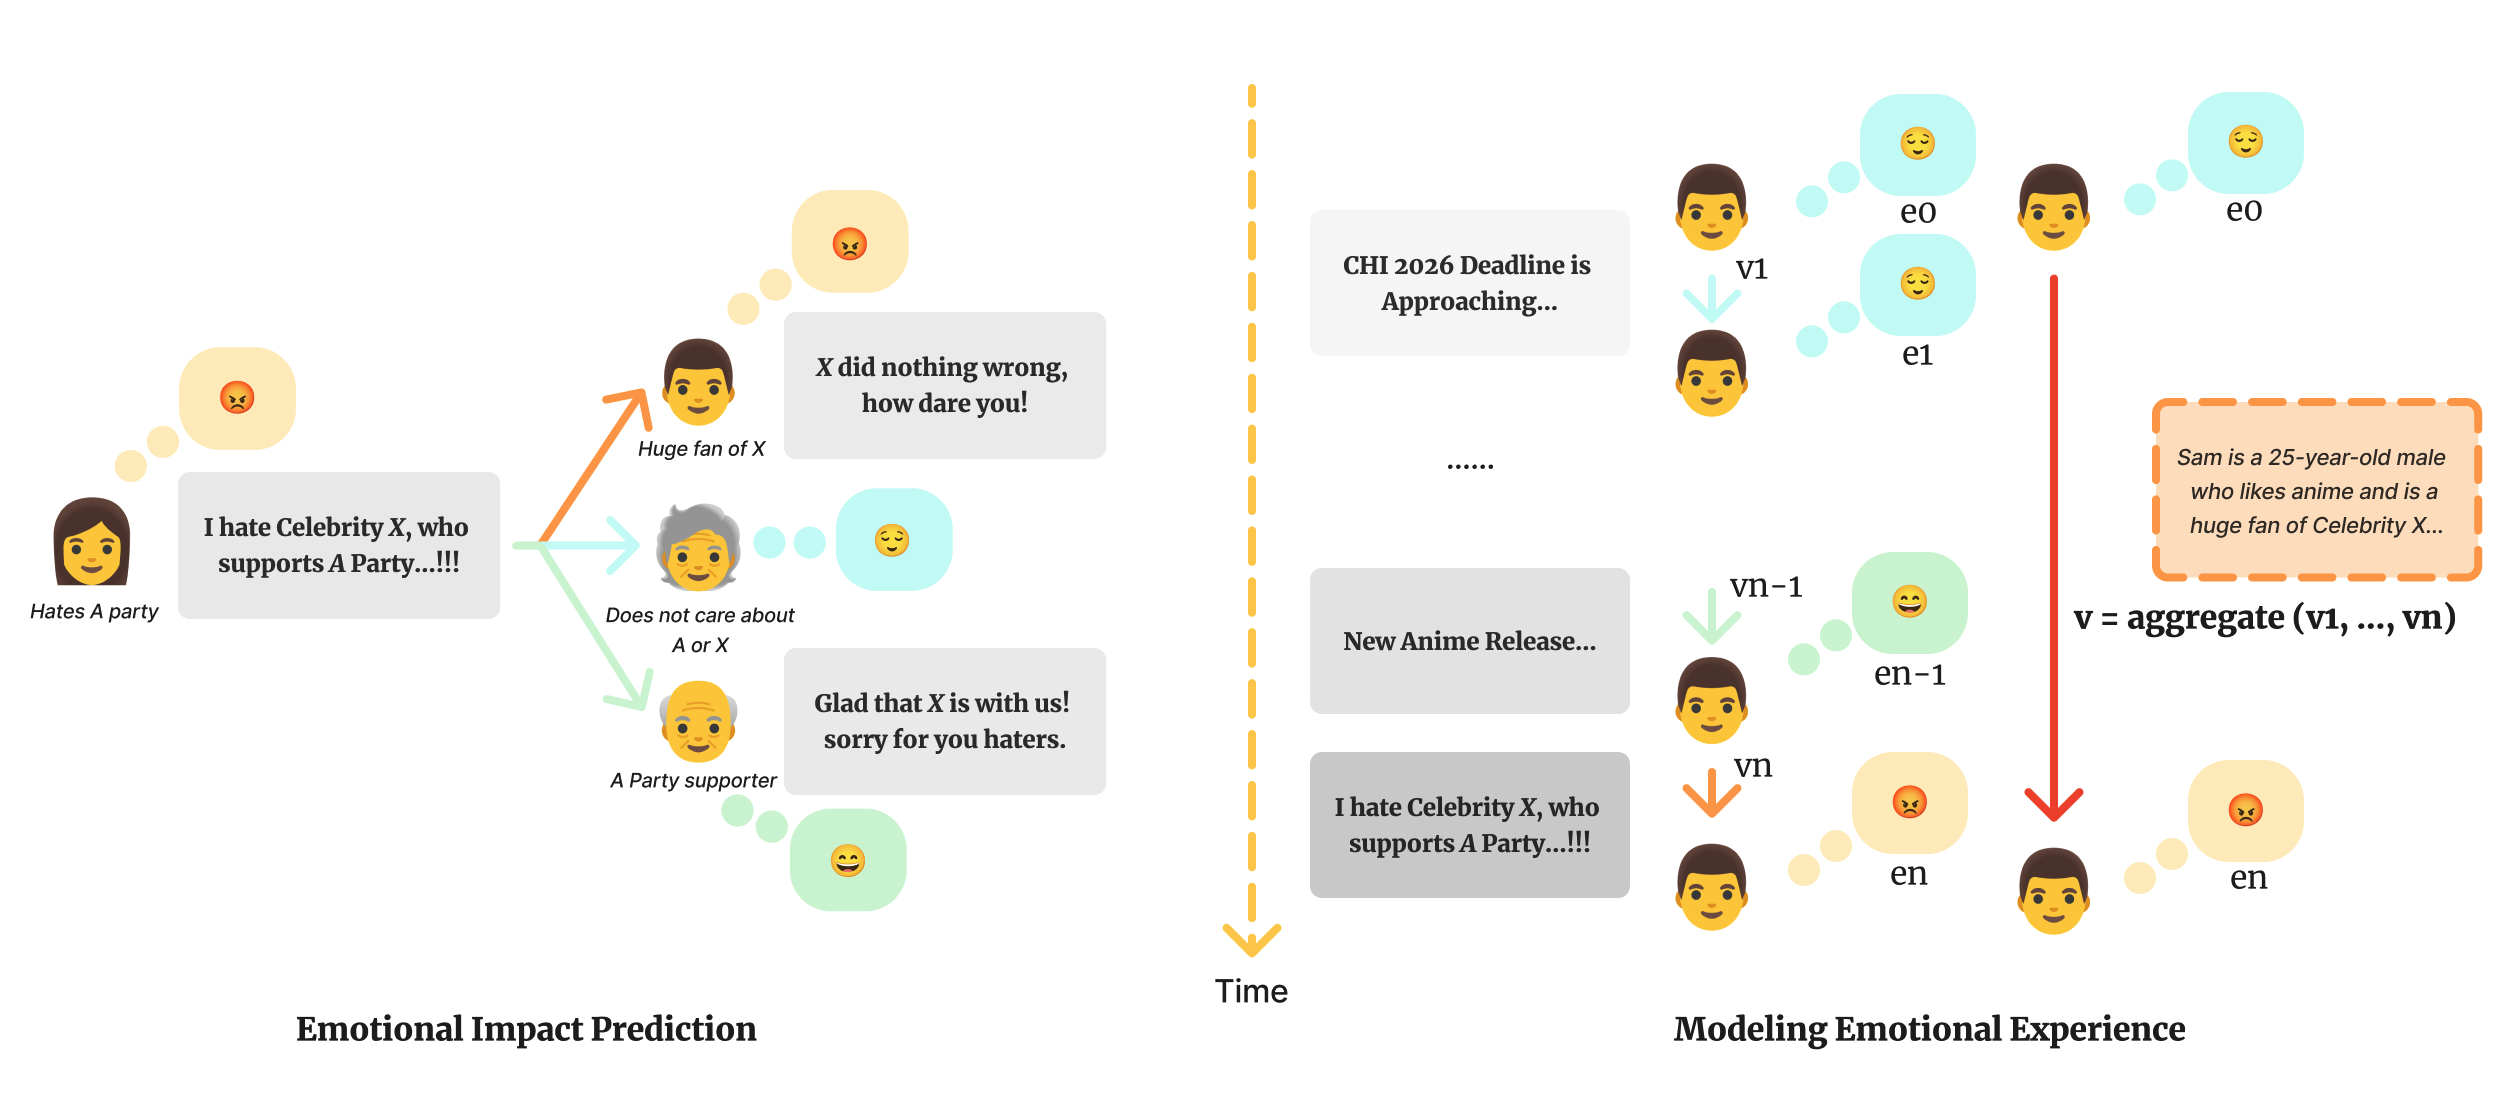 I hate Celebrity X, who
supports A Party...!!!
Hates A party
X did nothing wrong,
how dare you!
Huge fan of X
Does not care about
A or X
Glad that X is with us!
sorry for you haters.
A Party supporter
Emotional Impact Prediction
Time
CHI 2026 Deadline is
Approaching...
......
New Anime Release...
I hate Celebrity X, who
supports A Party...!!!
e0
v1
e1
vn-1
en-1
vn
en
e0
Sam is a 25-year-old male
who likes anime and is a
huge fan of Celebrity X...
v = aggregate (v1, ..., vn)
en
Modeling Emotional Experience